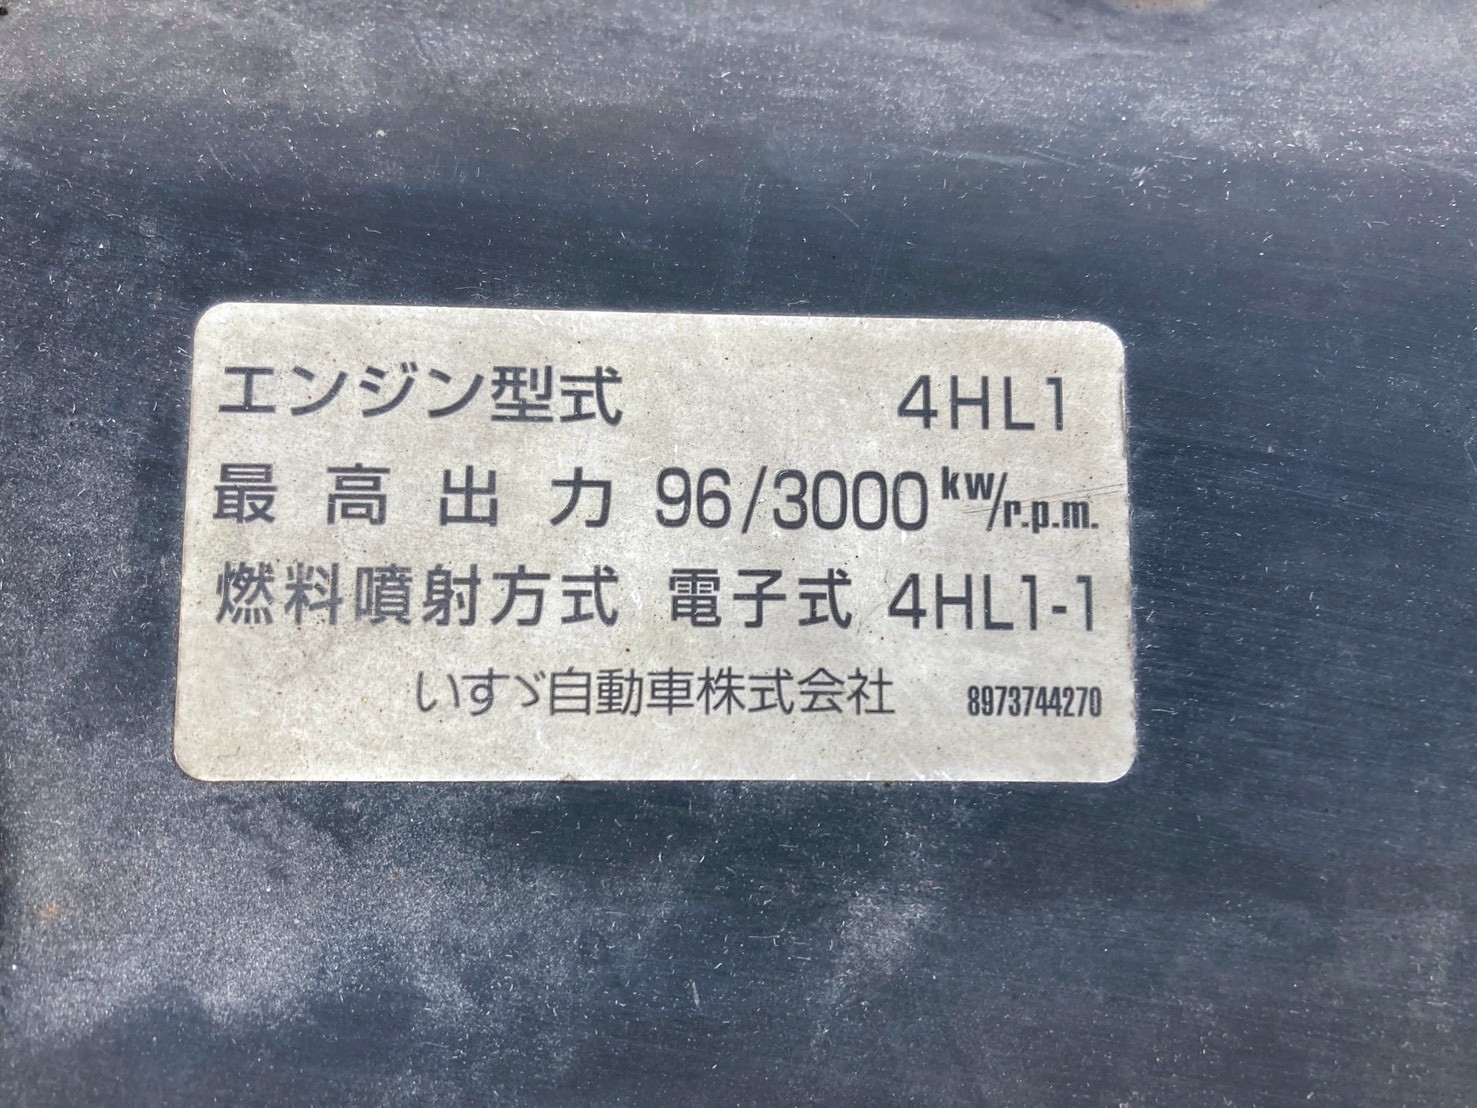 エンジン型式 4HL1
最高出力 96/3000 kw/r.p.m.
燃料噴射方式 電子式 4HL1-1
いすゞ自動車株式会社 8973744270